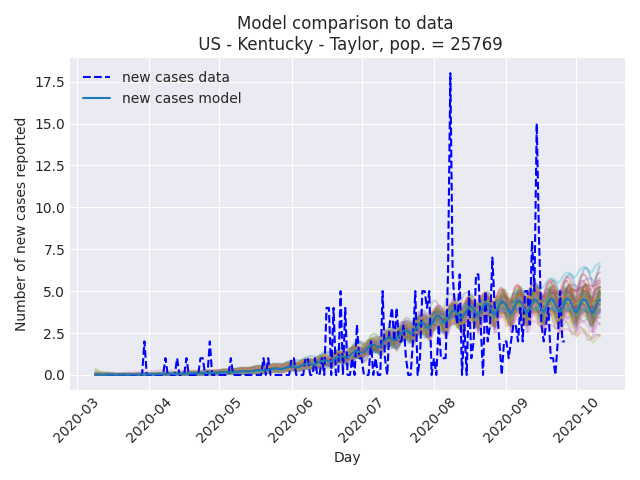 Model comparison to data
US - Kentucky - Taylor, pop. = 25769
new cases data
new cases model
Number of new cases reported
17.5
15.0
12.5
10.0
7.5
5.0
2.5
0.0
2020-03
2020-04
2020-05
2020-06
2020-07
2020-08
2020-09
2020-10
Day